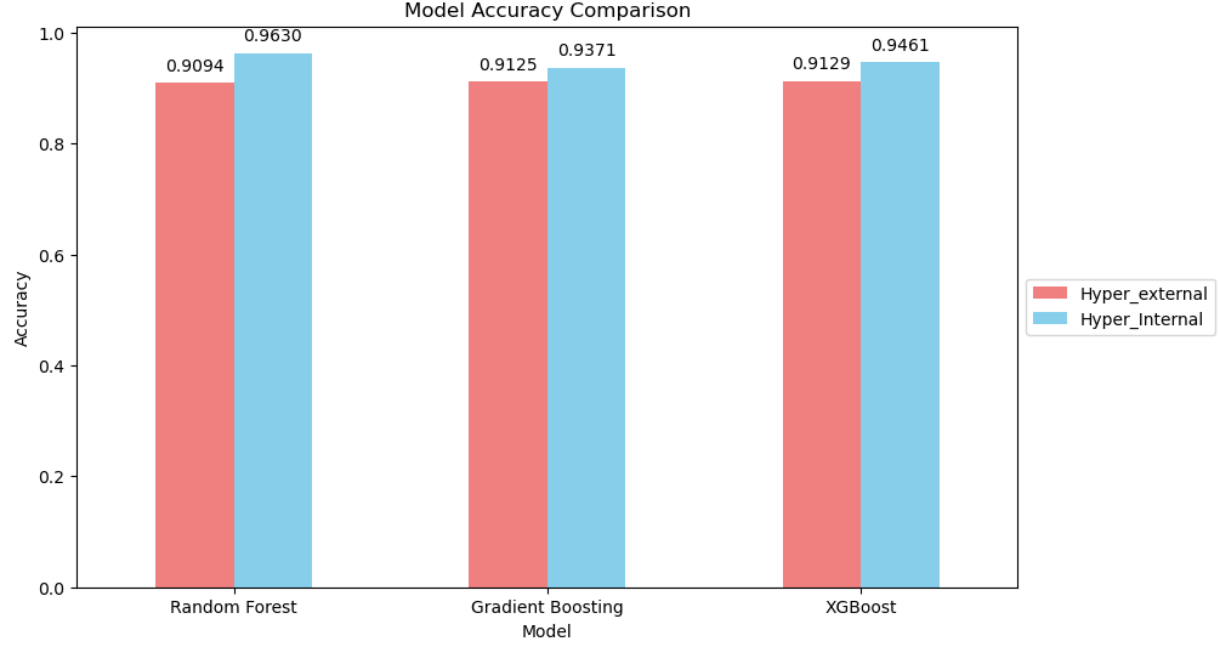 Model Accuracy Comparison
1.0
0.8
0.6
0.4
0.2
0.0
Accuracy
0.9094
0.9630
0.9125
0.9371
0.9129
0.9461
Random Forest
Gradient Boosting
XGBoost
Model
Hyper_external
Hyper_Internal